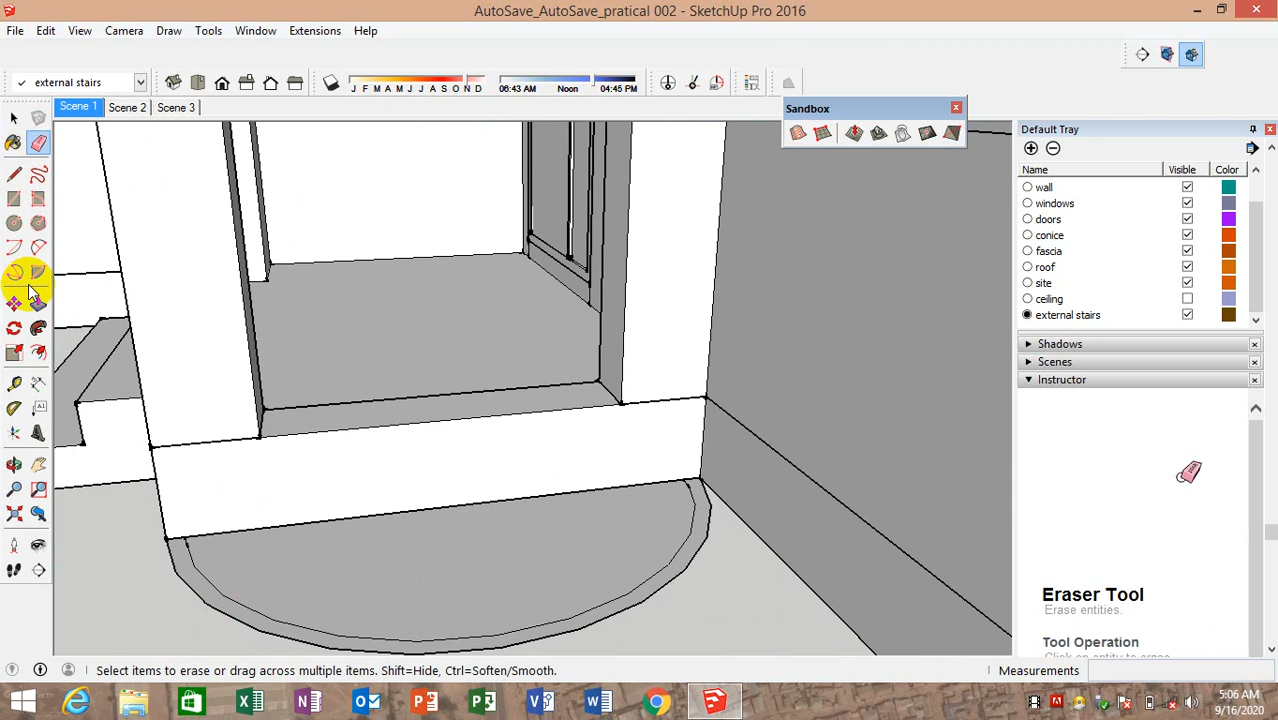 AutoSave_AutoSave_pratical 002 - SketchUp Pro 2016
File Edit View Camera Draw Tools Window Extensions Help
external stairs
J F M A M J J A S O N D
06:43 AM Noon 04:45 PM
Scene 1 Scene 2 Scene 3
Sandbox
Default Tray
Name Visible Color
wall
windows
doors
conice
fascia
roof
site
ceiling
external stairs
Shadows
Scenes
Instructor
Eraser Tool
Erase entities.
Tool Operation
Select items to erase or drag across multiple items. Shift=Hide, Ctrl=Soften/Smooth.
Measurements
5:06 AM
9/16/2020